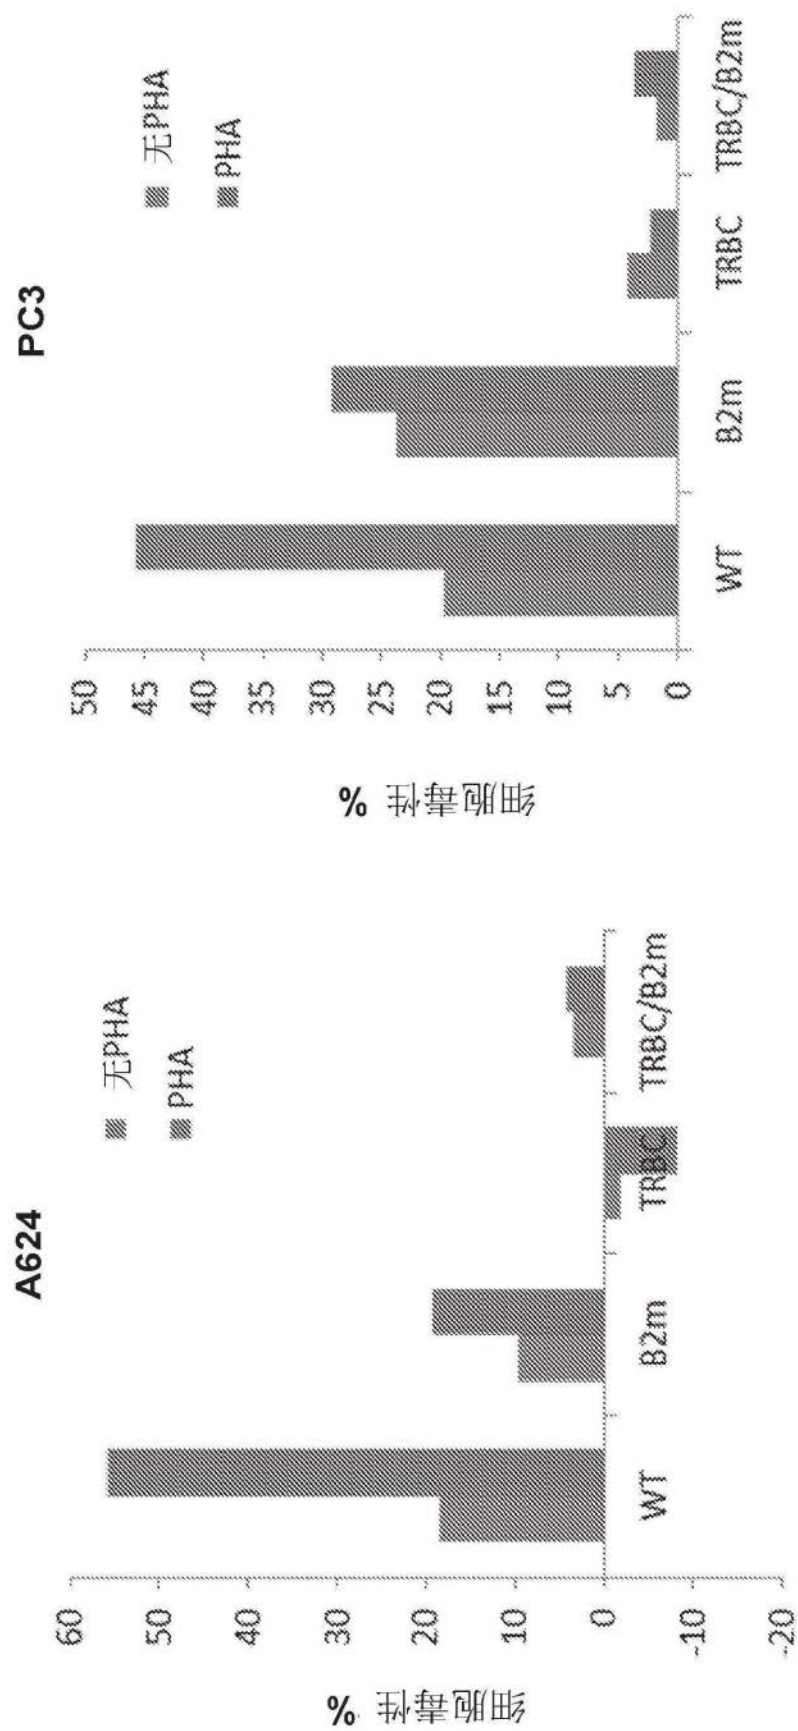 A624
无PHA
PHA
细胞毒性 %
60
50
40
30
20
10
0
-10
-20
WT
B2m
TRBC
TRBC/B2m
PC3
无PHA
PHA
细胞毒性 %
50
45
40
35
30
25
20
15
10
5
0
WT
B2m
TRBC
TRBC/B2m